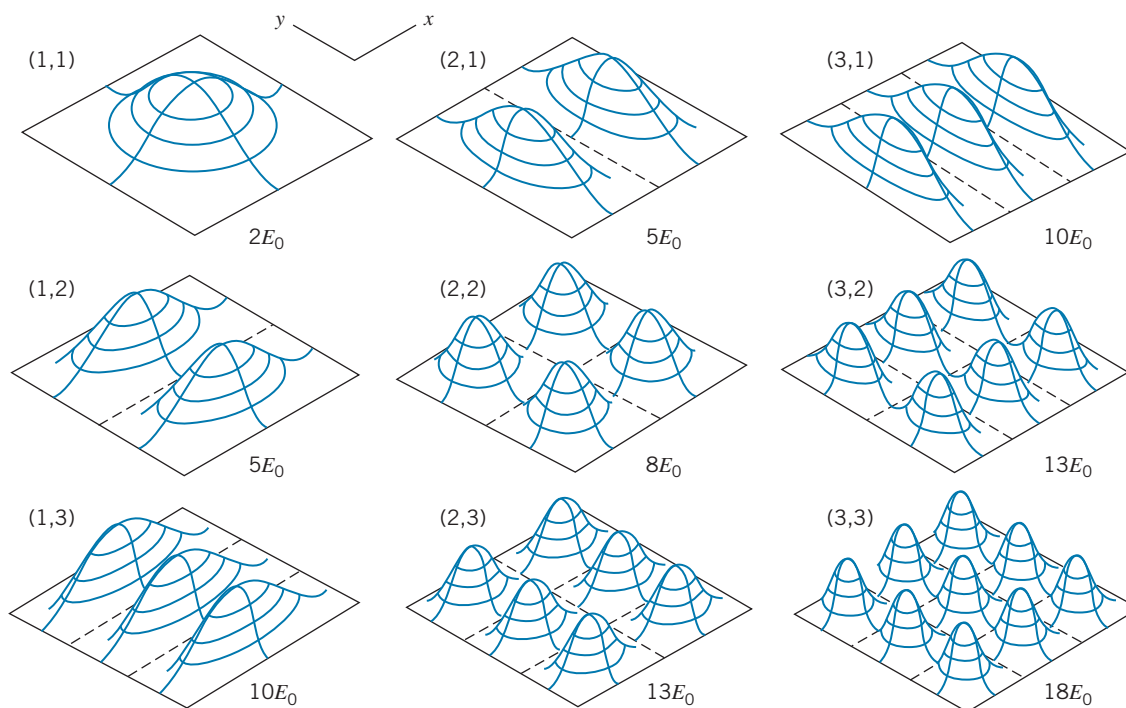 y x
(1,1) (2,1) (3,1)
2E₀ 5E₀ 10E₀
(1,2) (2,2) (3,2)
5E₀ 8E₀ 13E₀
(1,3) (2,3) (3,3)
10E₀ 13E₀ 18E₀